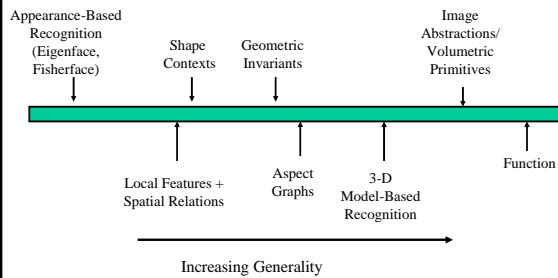 Appearance-Based
Recognition
(Eigenface,
Fisherface)
Shape
Contexts
Geometric
Invariants
Image
Abstractions/
Volumetric
Primitives
Local Features +
Spatial Relations
Aspect
Graphs
3-D
Model-Based
Recognition
Function
Increasing Generality